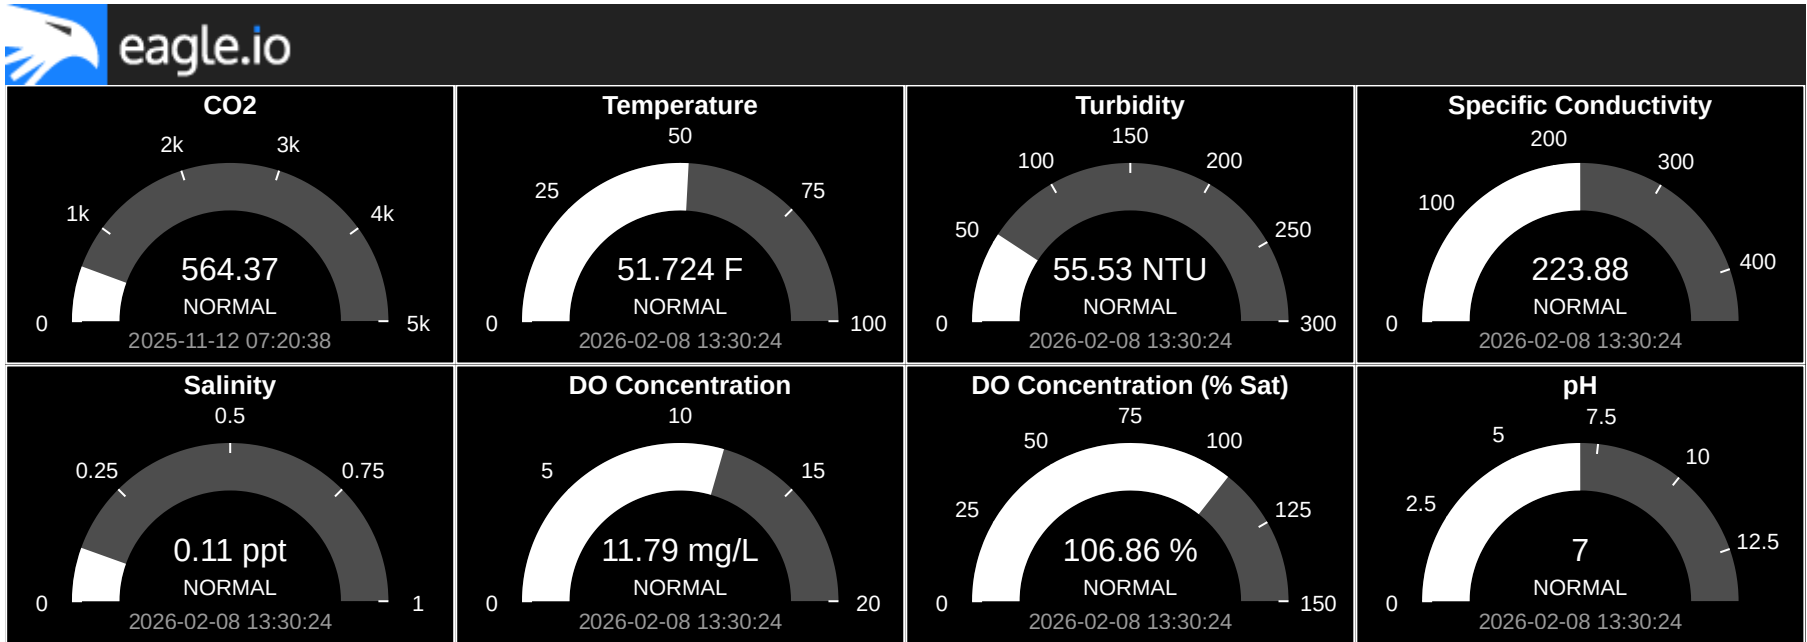 eagle.io
CO2
0
1k
2k
3k
4k
5k
564.37
NORMAL
2025-11-12 07:20:38
Temperature
0
25
50
75
100
51.724 F
NORMAL
2026-02-08 13:30:24
Turbidity
0
50
100
150
200
250
300
55.53 NTU
NORMAL
2026-02-08 13:30:24
Specific Conductivity
0
100
200
300
400
223.88
NORMAL
2026-02-08 13:30:24
Salinity
0
0.25
0.5
0.75
1
0.11 ppt
NORMAL
2026-02-08 13:30:24
DO Concentration
0
5
10
15
20
11.79 mg/L
NORMAL
2026-02-08 13:30:24
DO Concentration (% Sat)
0
25
50
75
100
125
150
106.86 %
NORMAL
2026-02-08 13:30:24
pH
0
2.5
5
7.5
10
12.5
7
NORMAL
2026-02-08 13:30:24